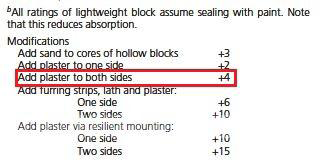 bAll ratings of lightweight block assume sealing with paint. Note
that this reduces absorption.
Modifications
Add sand to cores of hollow blocks +3
Add plaster to one side +2
Add plaster to both sides +4
Add furring strips, lath and plaster:
One side +6
Two sides +10
Add plaster via resilient mounting:
One side +10
Two sides +15